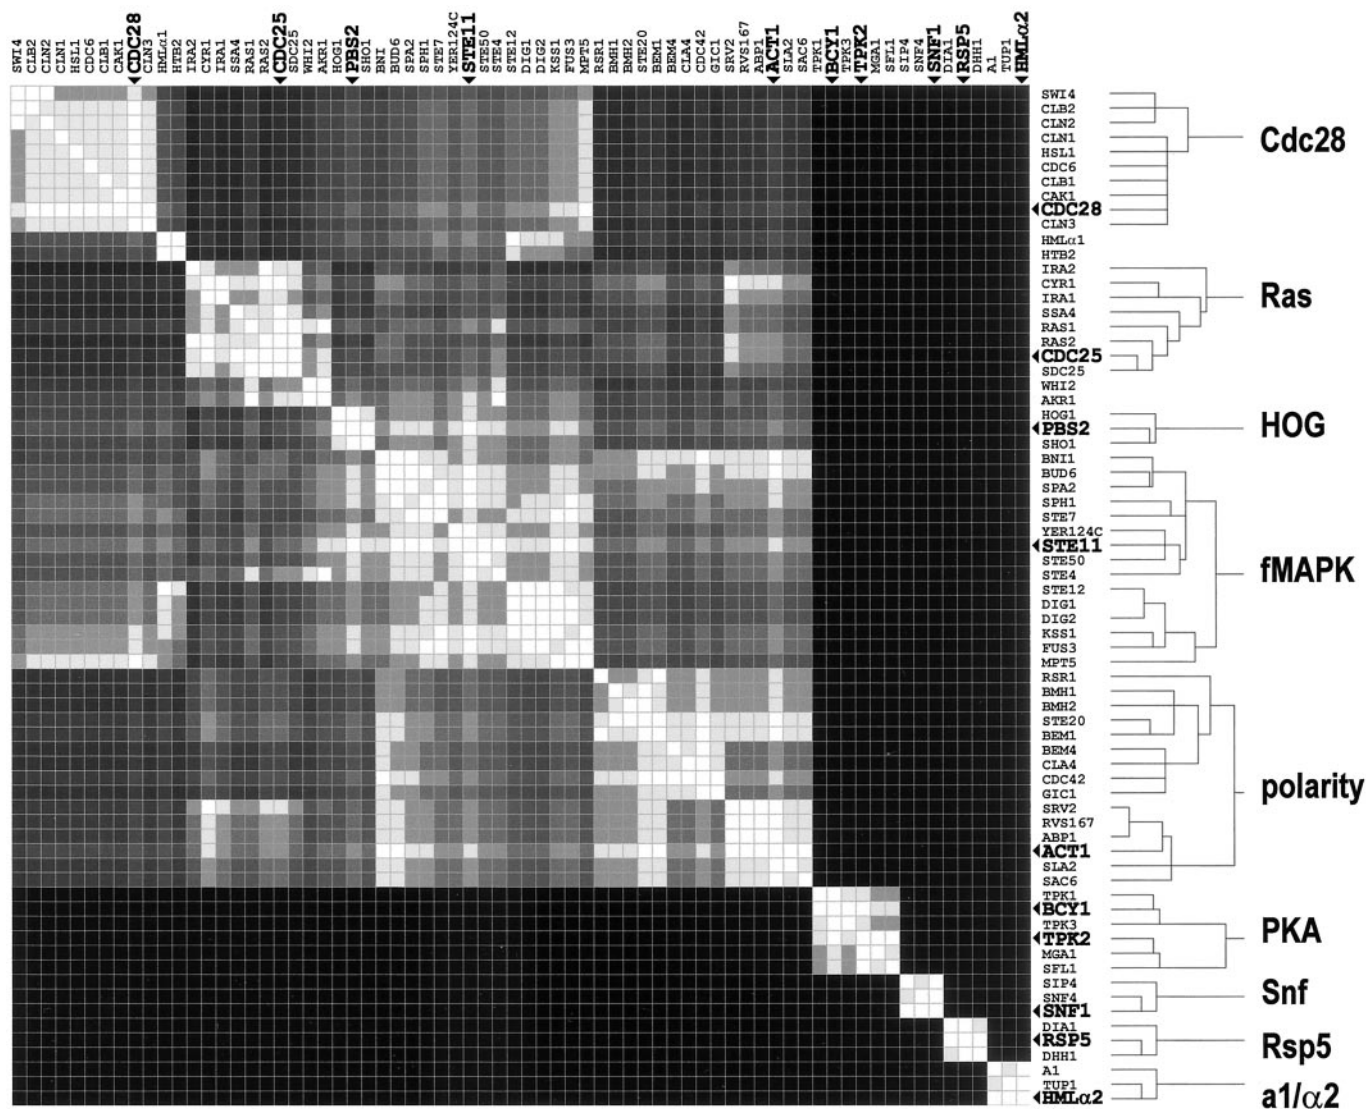 SWI4 CLB2 CLN2 CLN1 HSL1 CDC6 CLB1 CAK1 ◄CDC28 CLN3 HMLα1 HTB2 IRA2 CYR1 IRA1 SSA4 RAS1 RAS2 ◄CDC25 SDC25 WHI2 AKR1 HOG1 ◄PBS2 SHO1 BNI BUD6 SPA2 SPH1 STE7 YER124C ◄STE11 STE50 STE4 STE12 DIG1 DIG2 KSS1 FUS3 MPT5 RSR1 BMH1 BMH2 STE20 BEM1 BEM4 CLA4 CDC42 GIC1 SRV2 RVS167 ABP1 ◄ACT1 SLA2 SAC6 TPK1 ◄BCY1 TPK3 ◄TPK2 MGA1 SFL1 SIP4 SNF4 ◄SNF1 DIA1 ◄RSP5 DHH1 A1 TUP1 ◄HMLα2
SWI4
CLB2
CLN2
CLN1
HSL1
CDC6
CLB1
CAK1
◄CDC28
CLN3
Cdc28
HMLα1
HTB2
IRA2
CYR1
IRA1
SSA4
RAS1
RAS2
◄CDC25
SDC25
Ras
WHI2
AKR1
HOG1
◄PBS2
SHO1
HOG
BNI1
BUD6
SPA2
SPH1
STE7
YER124C
◄STE11
STE50
STE4
STE12
DIG1
DIG2
KSS1
FUS3
MPT5
fMAPK
RSR1
BMH1
BMH2
STE20
BEM1
BEM4
CLA4
CDC42
GIC1
SRV2
RVS167
ABP1
◄ACT1
SLA2
SAC6
polarity
TPK1
◄BCY1
TPK3
◄TPK2
MGA1
SFL1
PKA
SIP4
SNF4
◄SNF1
Snf
DIA1
◄RSP5
DHH1
Rsp5
A1
TUP1
◄HMLα2
a1/α2